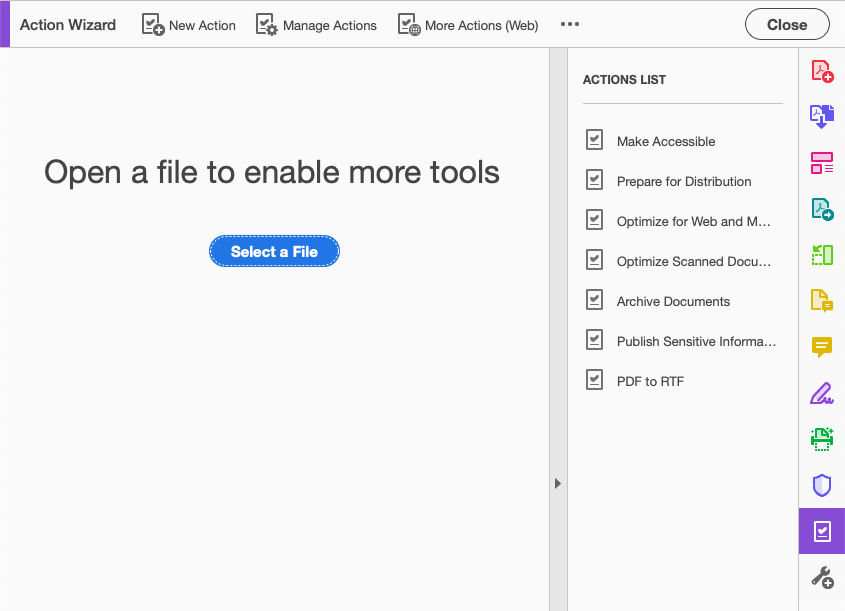 Action Wizard New Action Manage Actions More Actions (Web) ••• Close
Open a file to enable more tools
Select a File
ACTIONS LIST
Make Accessible
Prepare for Distribution
Optimize for Web and M...
Optimize Scanned Docu...
Archive Documents
Publish Sensitive Informa...
PDF to RTF